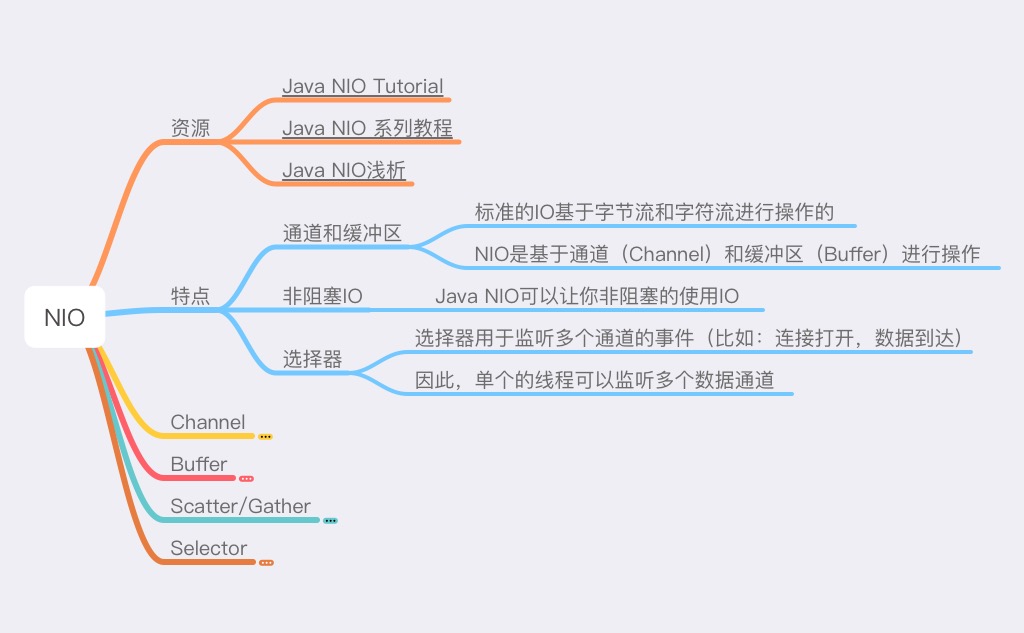 NIO
资源
Java NIO Tutorial
Java NIO 系列教程
Java NIO浅析
特点
通道和缓冲区
标准的IO基于字节流和字符流进行操作的
NIO是基于通道（Channel）和缓冲区（Buffer）进行操作
非阻塞IO
Java NIO可以让你非阻塞的使用IO
选择器
选择器用于监听多个通道的事件（比如：连接打开，数据到达）
因此，单个的线程可以监听多个数据通道
Channel
Buffer
Scatter/Gather
Selector